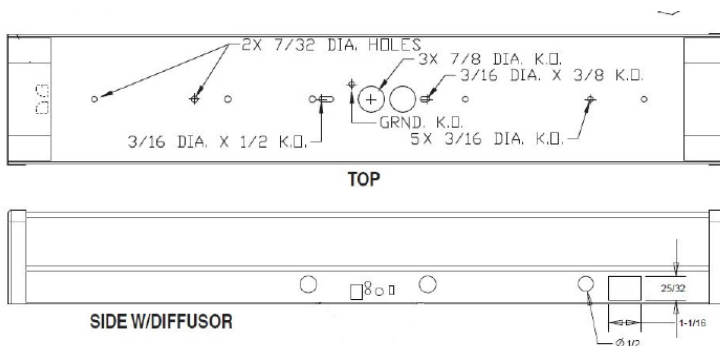 2X 7/32 DIA. HOLES
3X 7/8 DIA. K.O.
3/16 DIA. X 3/8 K.O.
GRND. K.O.
3/16 DIA. X 1/2 K.O.
5X 3/16 DIA. K.O.
TOP
25/32
1-1/16
SIDE W/DIFFUSOR
Ø 1/2